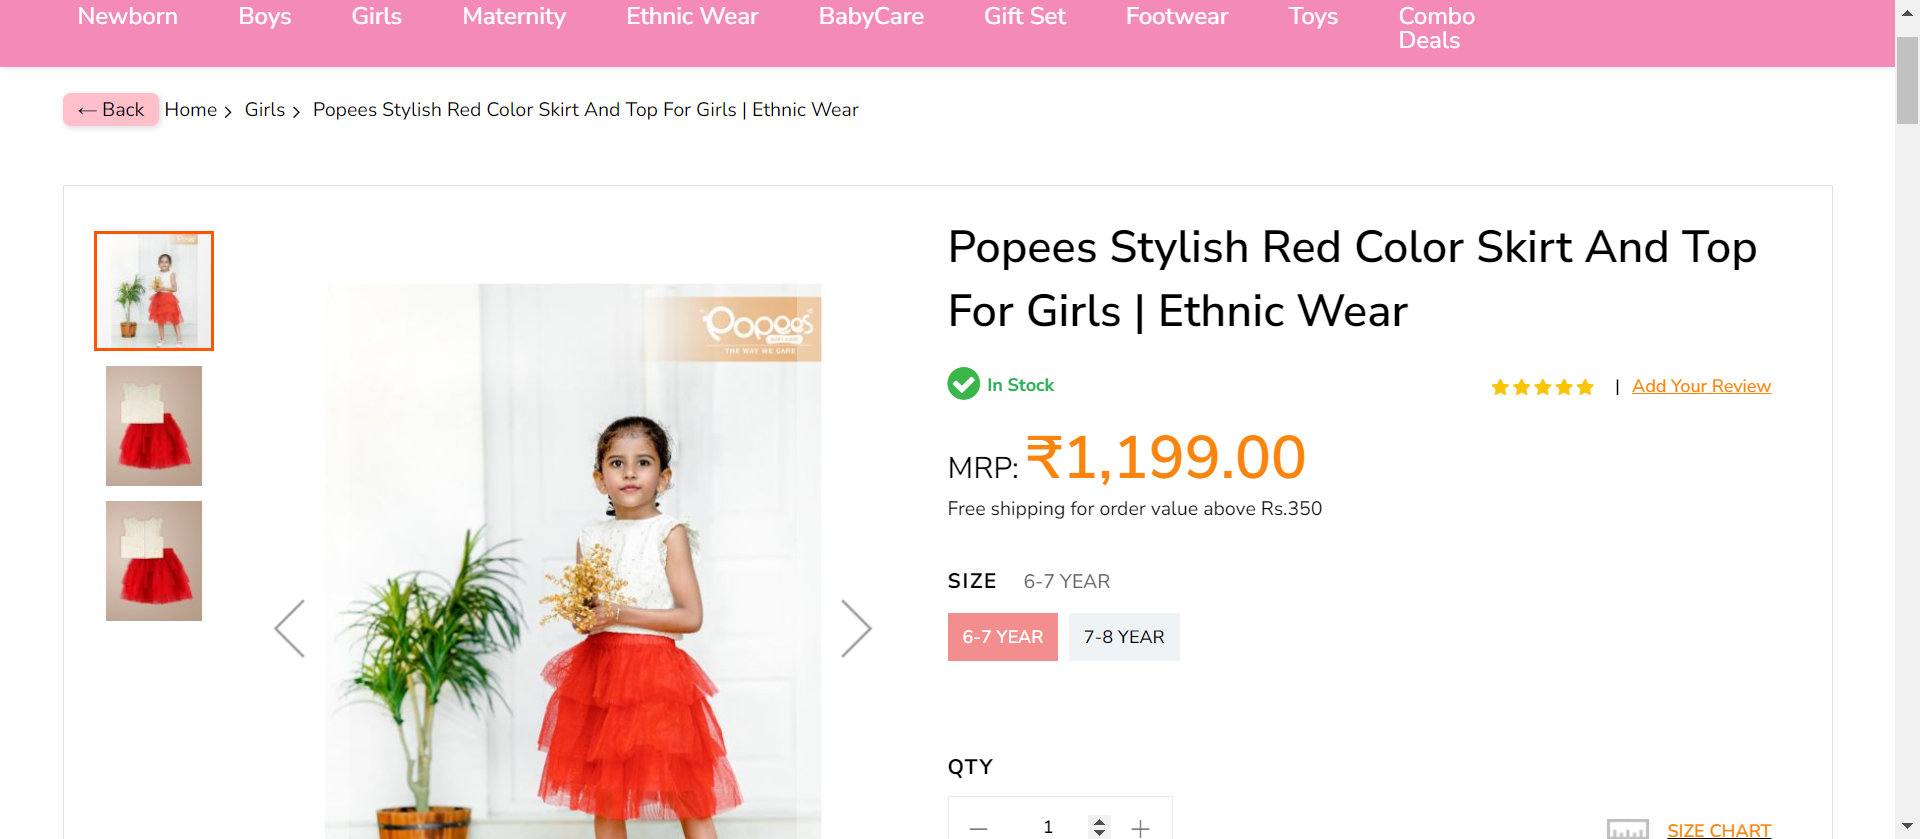 Newborn
Boys
Girls
Maternity
Ethnic Wear
BabyCare
Gift Set
Footwear
Toys
Combo
Deals
← Back
Home
Girls
Popees Stylish Red Color Skirt And Top For Girls | Ethnic Wear
Popees
BABY CARE
THE WAY WE CARE
Popees Stylish Red Color Skirt And Top
For Girls | Ethnic Wear
In Stock
| Add Your Review
MRP: ₹1,199.00
Free shipping for order value above Rs.350
SIZE 6-7 YEAR
6-7 YEAR
7-8 YEAR
QTY
1
SIZE CHART